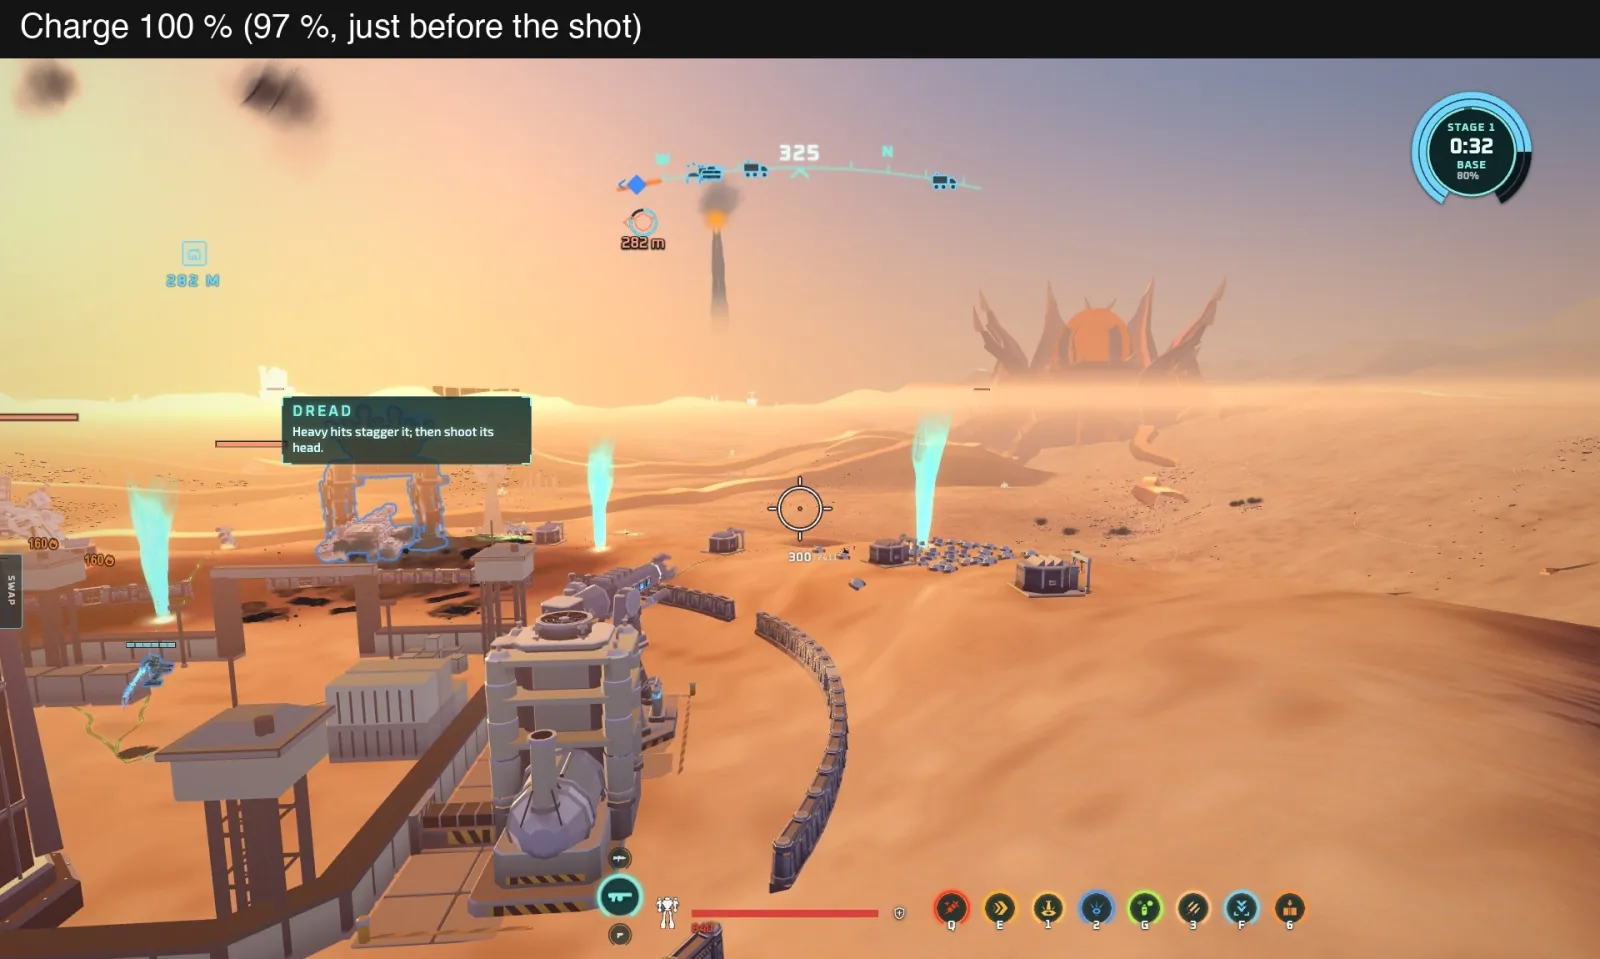 Charge 100 % (97 %, just before the shot)
STAGE 1
0:32
BASE
80%
W
325
N
282 m
282 M
DREAD
Heavy hits stagger it; then shoot its
head.
160
160
SWAP
300
840
Q
E
1
2
G
3
F
6